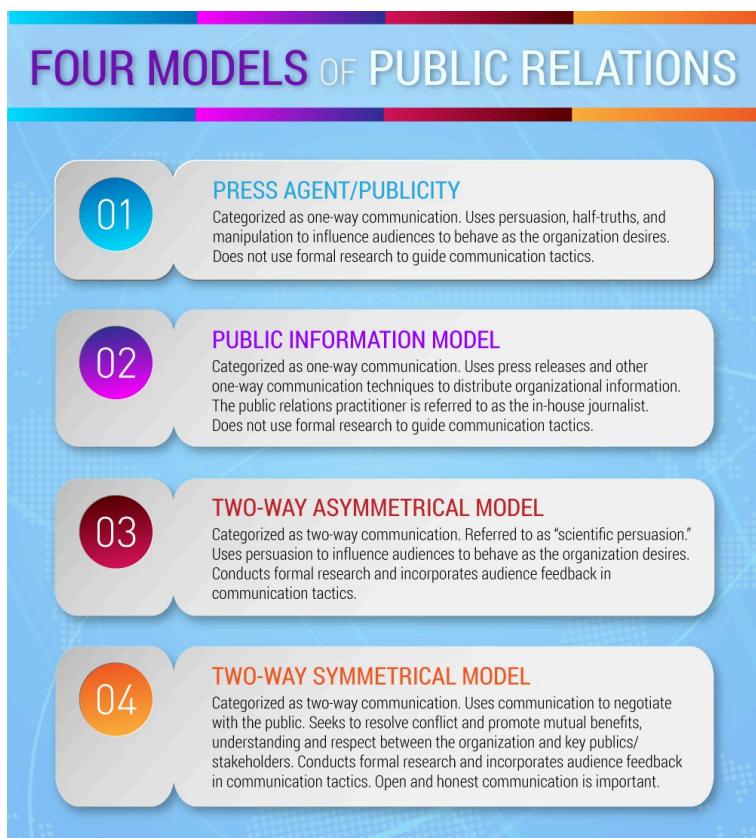 FOUR MODELS OF PUBLIC RELATIONS
01
PRESS AGENT/PUBLICITY
Categorized as one-way communication. Uses persuasion, half-truths, and
manipulation to influence audiences to behave as the organization desires.
Does not use formal research to guide communication tactics.
02
PUBLIC INFORMATION MODEL
Categorized as one-way communication. Uses press releases and other
one-way communication techniques to distribute organizational information.
The public relations practitioner is referred to as the in-house journalist.
Does not use formal research to guide communication tactics.
03
TWO-WAY ASYMMETRICAL MODEL
Categorized as two-way communication. Referred to as “scientific persuasion.”
Uses persuasion to influence audiences to behave as the organization desires.
Conducts formal research and incorporates audience feedback in
communication tactics.
04
TWO-WAY SYMMETRICAL MODEL
Categorized as two-way communication. Uses communication to negotiate
with the public. Seeks to resolve conflict and promote mutual benefits,
understanding and respect between the organization and key publics/
stakeholders. Conducts formal research and incorporates audience feedback
in communication tactics. Open and honest communication is important.